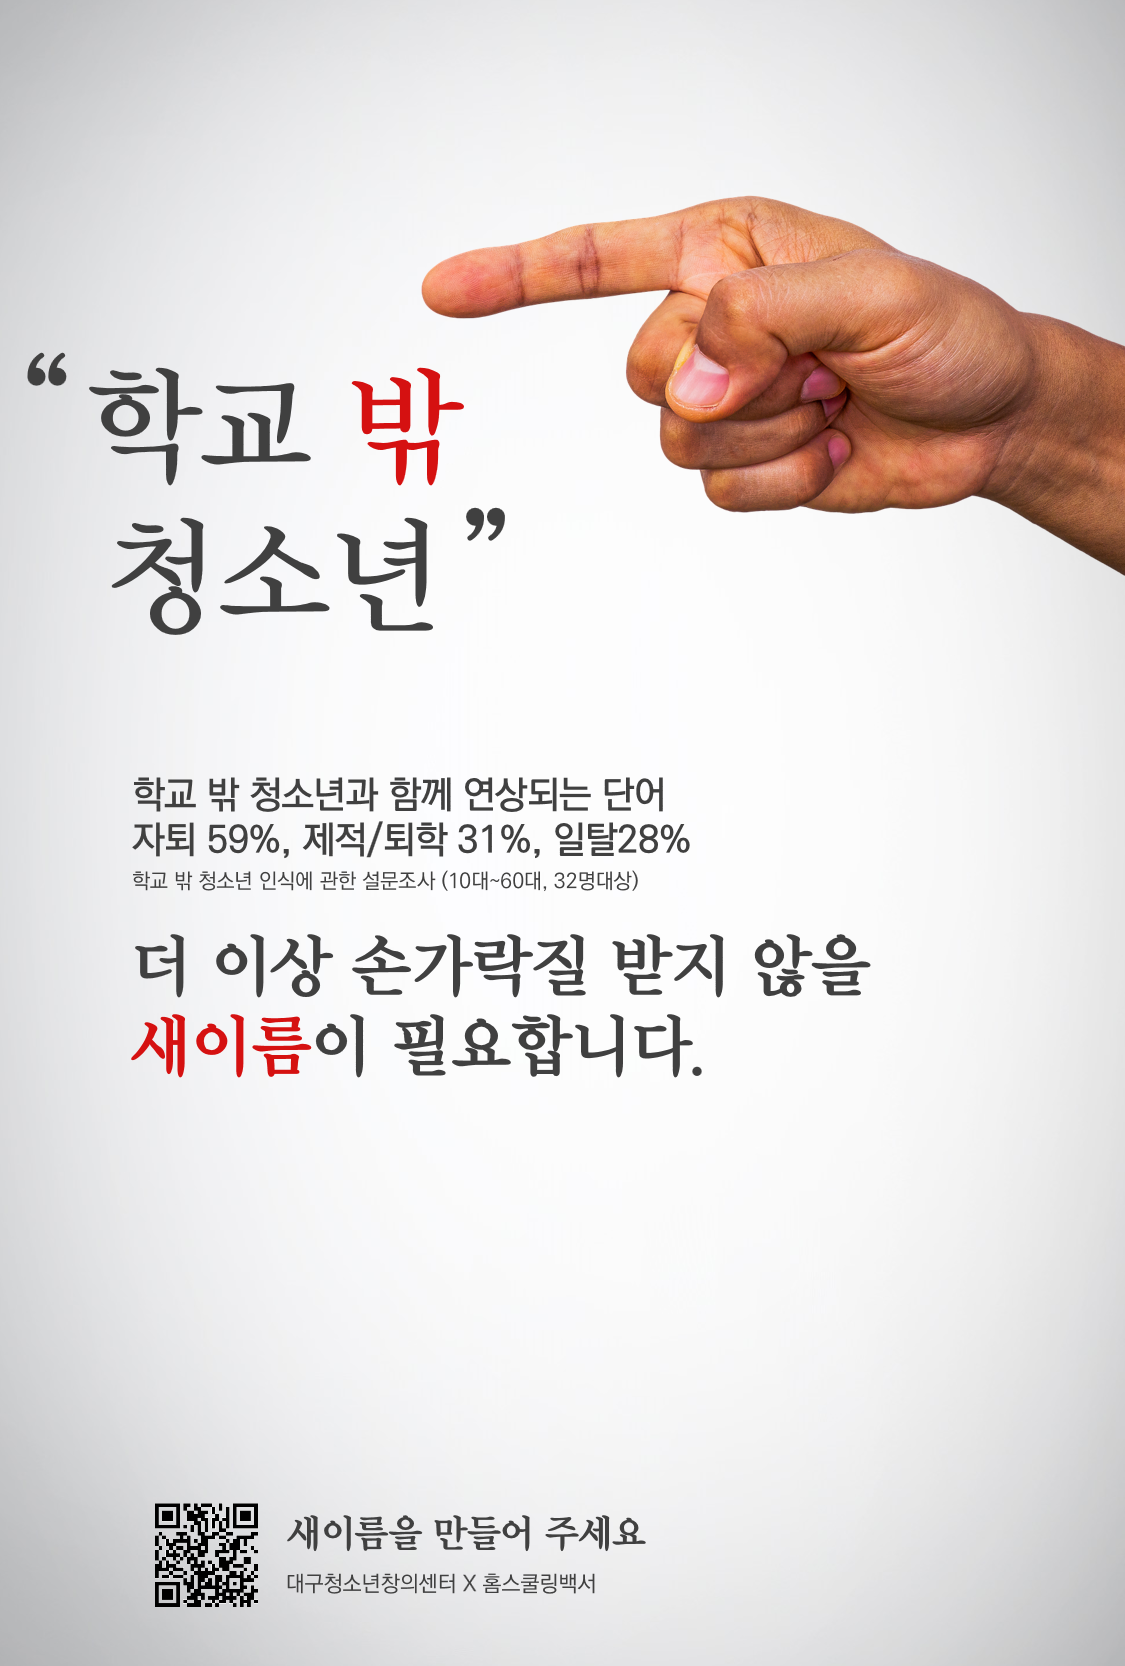 “학교 밖
청소년”
학교 밖 청소년과 함께 연상되는 단어
자퇴 59%, 제적/퇴학 31%, 일탈28%
학교 밖 청소년 인식에 관한 설문조사 (10대~60대, 32명대상)
더 이상 손가락질 받지 않을
새이름이 필요합니다.
새이름을 만들어 주세요
대구청소년창의센터 X 홈스쿨링백서